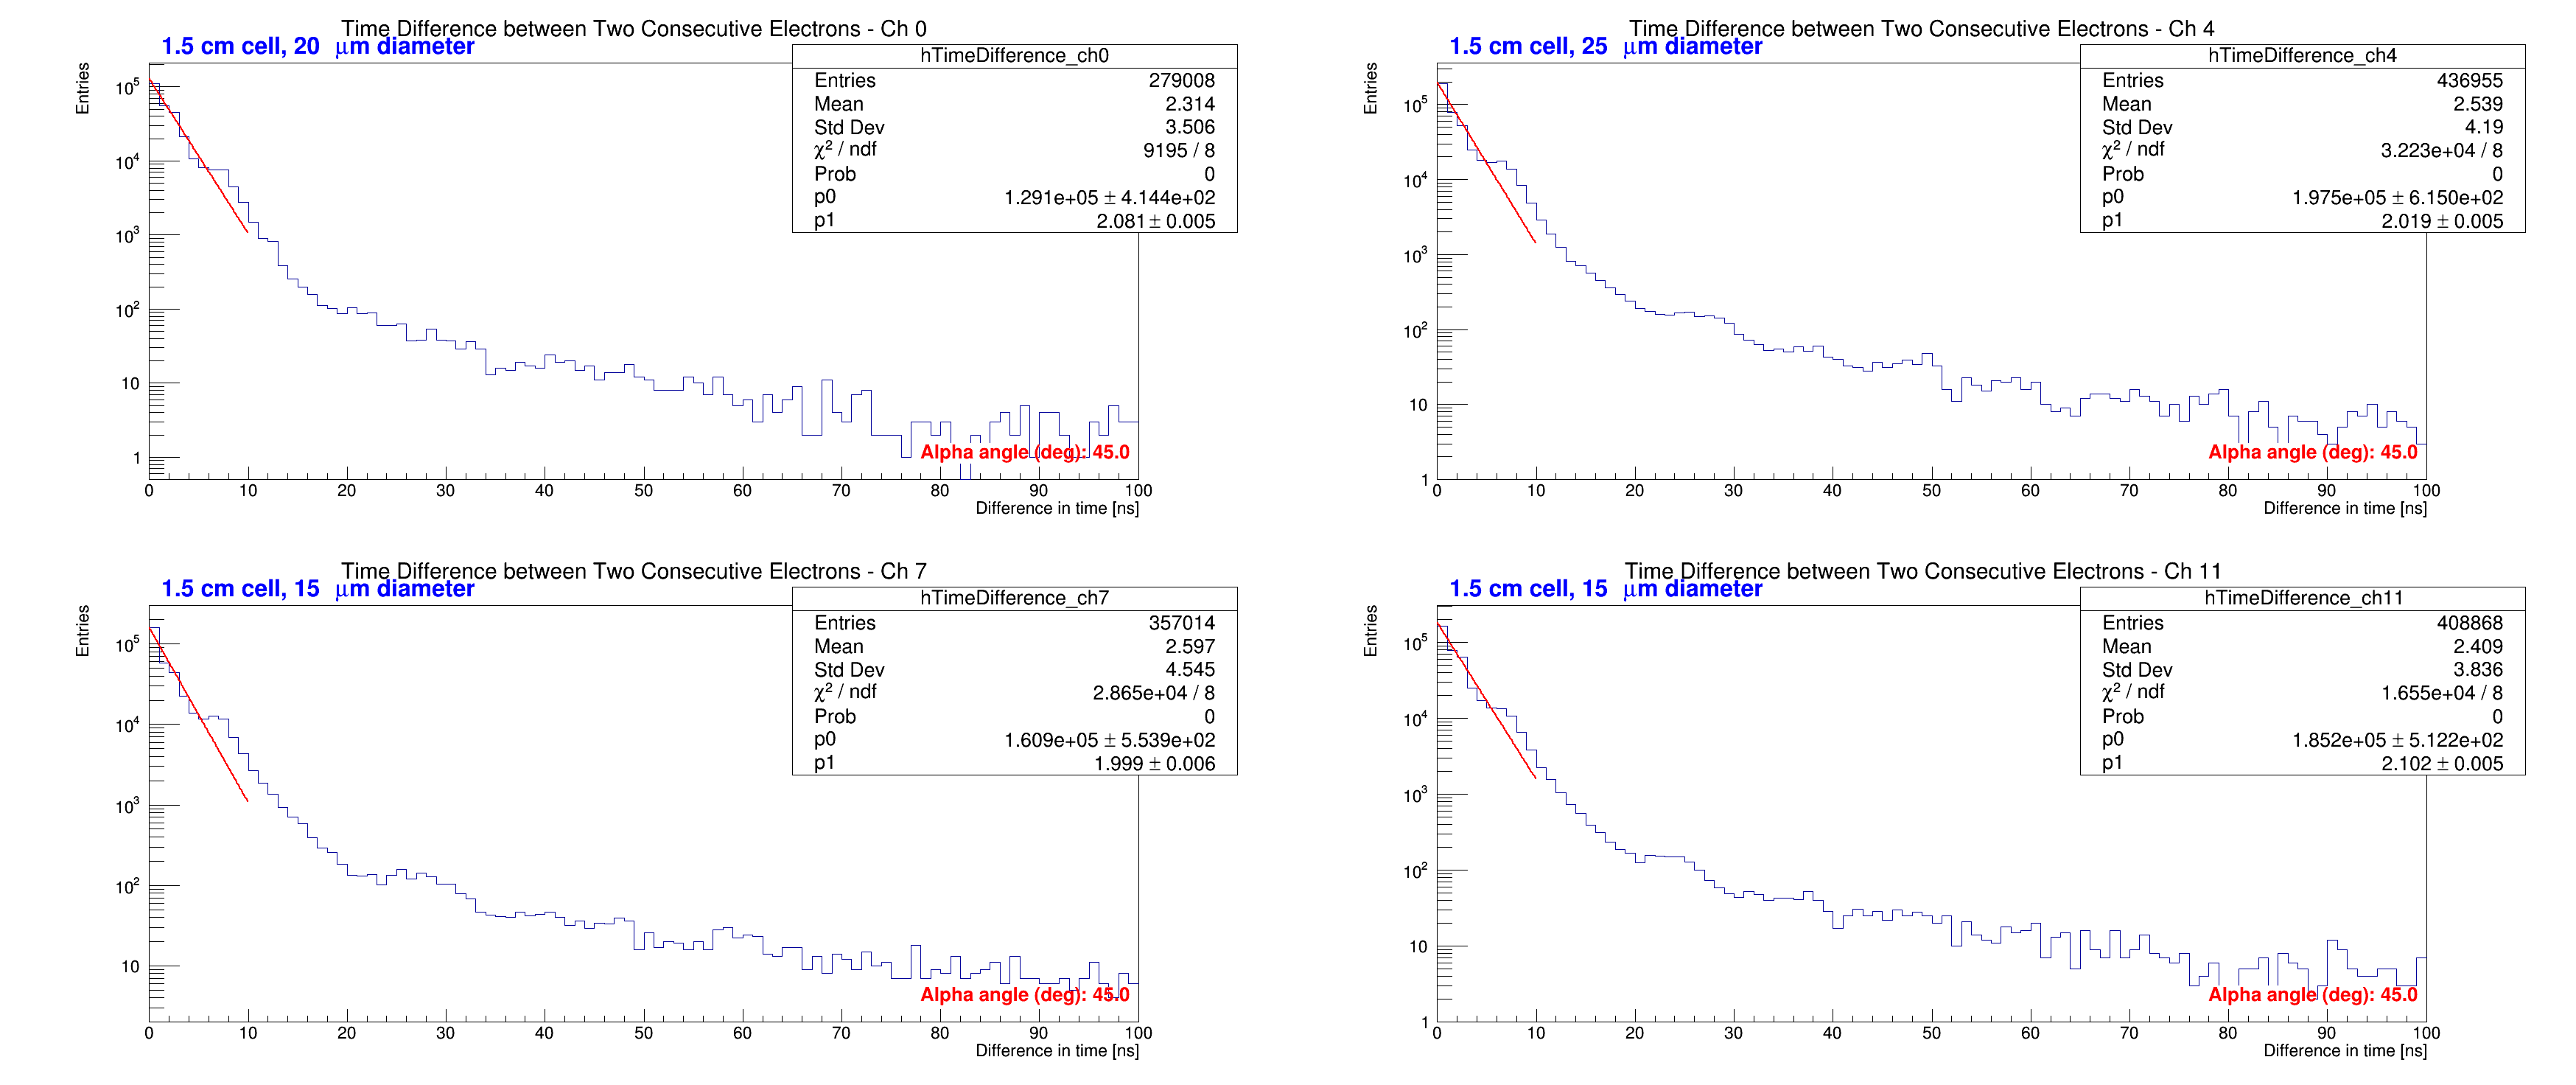 Time Difference between Two Consecutive Electrons - Ch 0
1.5 cm cell, 20 μm diameter
hTimeDifference_ch0
Entries 279008
Mean 2.314
Std Dev 3.506
χ² / ndf 9195 / 8
Prob 0
p0 1.291e+05 ± 4.144e+02
p1 2.081 ± 0.005
Entries
10⁵
10⁴
10³
10²
10
1
Alpha angle (deg): 45.0
0 10 20 30 40 50 60 70 80 90 100
Difference in time [ns]
Time Difference between Two Consecutive Electrons - Ch 4
1.5 cm cell, 25 μm diameter
hTimeDifference_ch4
Entries 436955
Mean 2.539
Std Dev 4.19
χ² / ndf 3.223e+04 / 8
Prob 0
p0 1.975e+05 ± 6.150e+02
p1 2.019 ± 0.005
Entries
10⁵
10⁴
10³
10²
10
1
Alpha angle (deg): 45.0
0 10 20 30 40 50 60 70 80 90 100
Difference in time [ns]
Time Difference between Two Consecutive Electrons - Ch 7
1.5 cm cell, 15 μm diameter
hTimeDifference_ch7
Entries 357014
Mean 2.597
Std Dev 4.545
χ² / ndf 2.865e+04 / 8
Prob 0
p0 1.609e+05 ± 5.539e+02
p1 1.999 ± 0.006
Entries
10⁵
10⁴
10³
10²
10
Alpha angle (deg): 45.0
0 10 20 30 40 50 60 70 80 90 100
Difference in time [ns]
Time Difference between Two Consecutive Electrons - Ch 11
1.5 cm cell, 15 μm diameter
hTimeDifference_ch11
Entries 408868
Mean 2.409
Std Dev 3.836
χ² / ndf 1.655e+04 / 8
Prob 0
p0 1.852e+05 ± 5.122e+02
p1 2.102 ± 0.005
Entries
10⁵
10⁴
10³
10²
10
1
Alpha angle (deg): 45.0
0 10 20 30 40 50 60 70 80 90 100
Difference in time [ns]